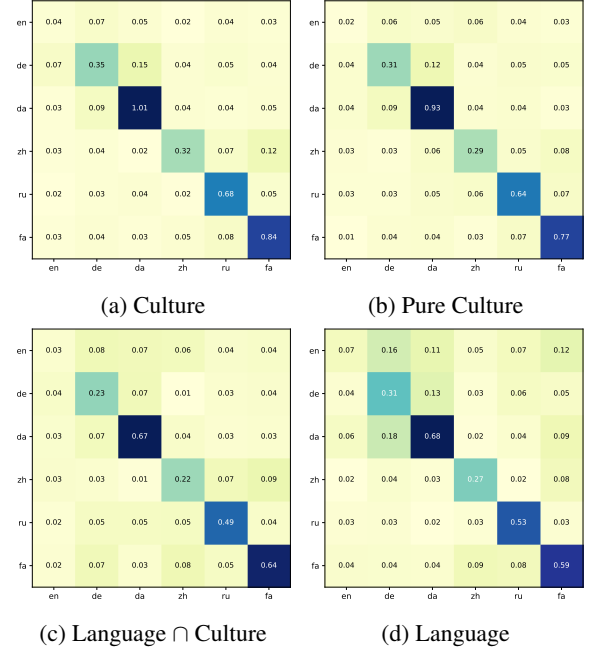 en 0.04 0.07 0.05 0.02 0.04 0.04
de 0.07 0.35 0.15 0.04 0.05 0.04
da 0.03 0.09 1.01 0.04 0.04 0.05
zh 0.03 0.04 0.02 0.32 0.07 0.12
ru 0.02 0.03 0.04 0.02 0.68 0.05
fa 0.03 0.04 0.03 0.05 0.08 0.84
en de da zh ru fa
(a) Culture
en 0.02 0.06 0.05 0.06 0.04 0.03
de 0.04 0.31 0.12 0.04 0.05 0.05
da 0.04 0.09 0.93 0.04 0.04 0.03
zh 0.03 0.03 0.06 0.29 0.05 0.08
ru 0.03 0.03 0.05 0.06 0.64 0.07
fa 0.01 0.04 0.04 0.03 0.07 0.77
en de da zh ru fa
(b) Pure Culture
en 0.03 0.08 0.07 0.06 0.04 0.04
de 0.04 0.23 0.07 0.01 0.03 0.04
da 0.03 0.07 0.67 0.04 0.03 0.03
zh 0.03 0.03 0.01 0.22 0.07 0.09
ru 0.02 0.05 0.05 0.05 0.49 0.04
fa 0.02 0.07 0.03 0.08 0.05 0.64
en de da zh ru fa
(c) Language ∩ Culture
en 0.07 0.16 0.11 0.05 0.07 0.12
de 0.04 0.31 0.13 0.03 0.06 0.05
da 0.06 0.18 0.68 0.02 0.04 0.09
zh 0.02 0.04 0.03 0.27 0.02 0.08
ru 0.03 0.03 0.02 0.03 0.53 0.03
fa 0.04 0.04 0.04 0.09 0.08 0.59
en de da zh ru fa
(d) Language